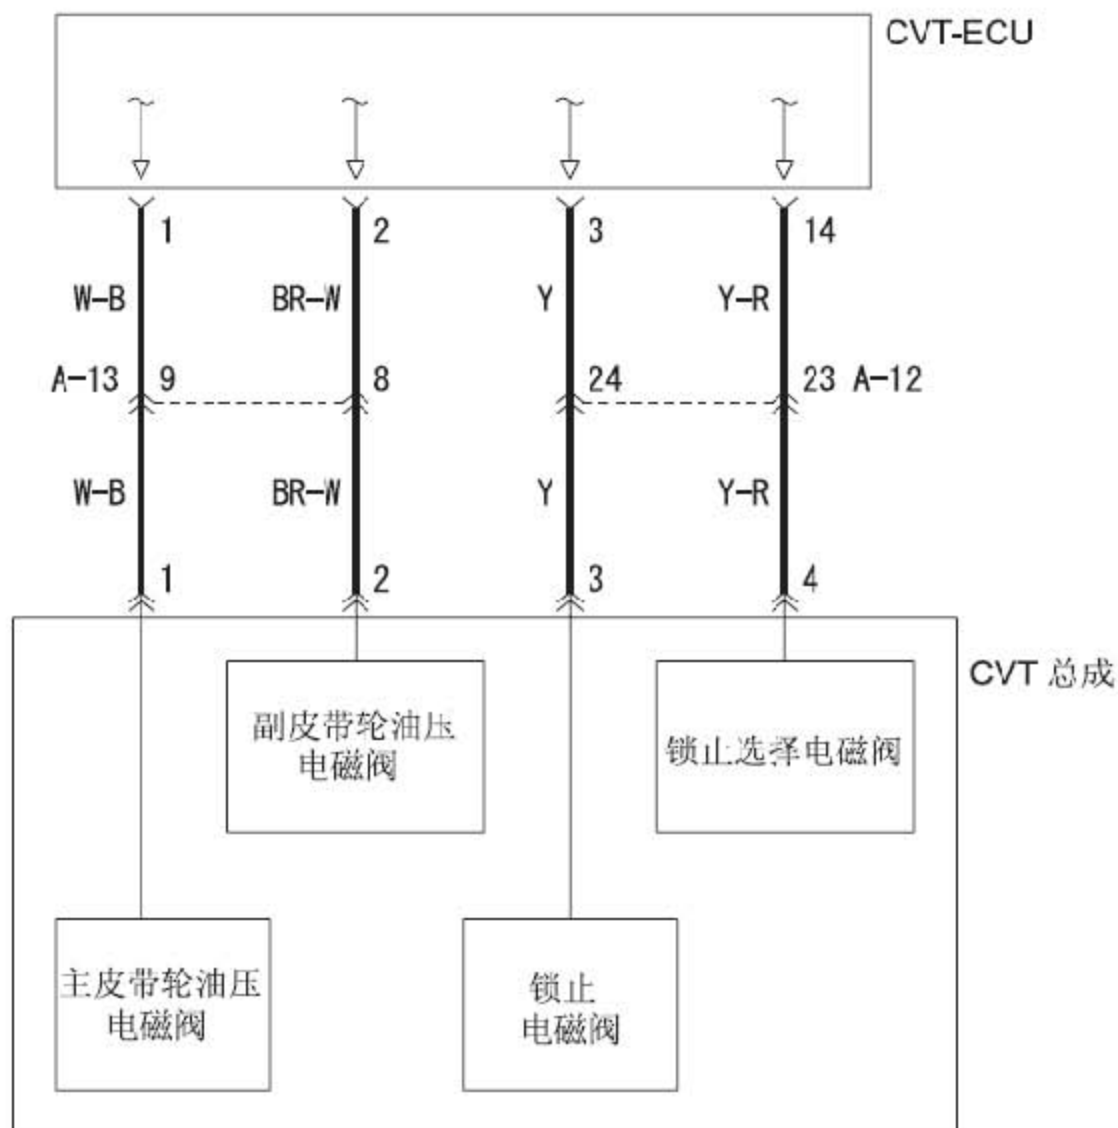 CVT-ECU
1 2 3 14
W-B BR-W Y Y-R
A-13 9 8 24 23 A-12
W-B BR-W Y Y-R
1 2 3 4
CVT 总成
副皮带轮油压
电磁阀
锁止选择电磁阀
主皮带轮油压
电磁阀
锁止
电磁阀